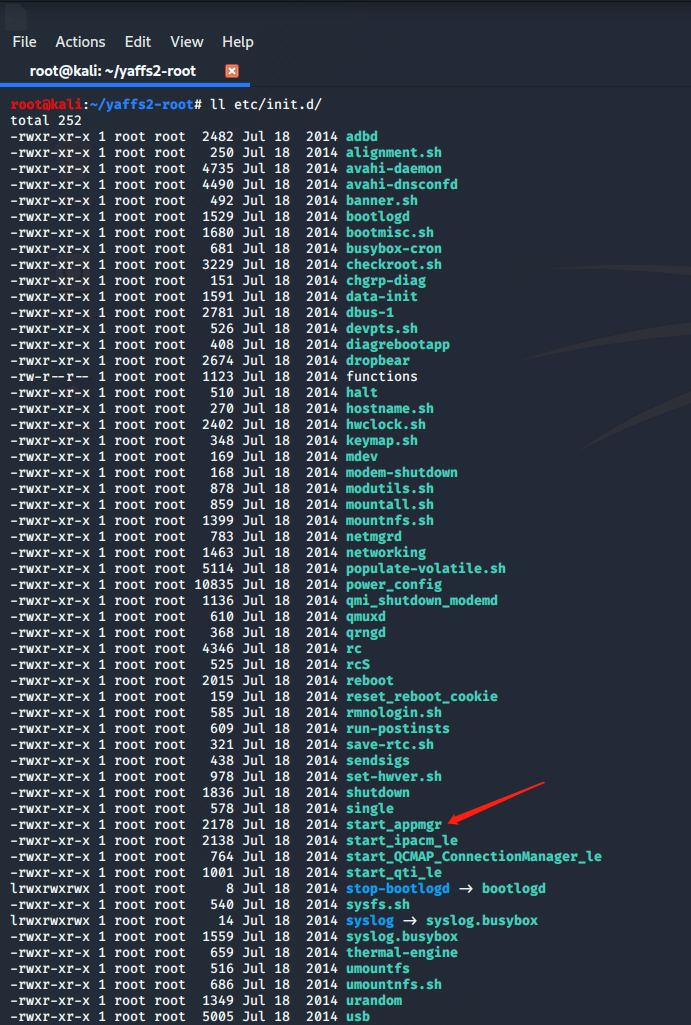 File Actions Edit View Help
root@kali: ~/yaffs2-root
root@kali:~/yaffs2-root# ll etc/init.d/
total 252
-rwxr-xr-x 1 root root 2482 Jul 18 2014 adbd
-rwxr-xr-x 1 root root 250 Jul 18 2014 alignment.sh
-rwxr-xr-x 1 root root 4735 Jul 18 2014 avahi-daemon
-rwxr-xr-x 1 root root 4490 Jul 18 2014 avahi-dnsconfd
-rwxr-xr-x 1 root root 492 Jul 18 2014 banner.sh
-rwxr-xr-x 1 root root 1529 Jul 18 2014 bootlogd
-rwxr-xr-x 1 root root 1680 Jul 18 2014 bootmisc.sh
-rwxr-xr-x 1 root root 681 Jul 18 2014 busybox-cron
-rwxr-xr-x 1 root root 3229 Jul 18 2014 checkroot.sh
-rwxr-xr-x 1 root root 151 Jul 18 2014 chgrp-diag
-rwxr-xr-x 1 root root 1591 Jul 18 2014 data-init
-rwxr-xr-x 1 root root 2781 Jul 18 2014 dbus-1
-rwxr-xr-x 1 root root 526 Jul 18 2014 devpts.sh
-rwxr-xr-x 1 root root 408 Jul 18 2014 diagrebootapp
-rwxr-xr-x 1 root root 2674 Jul 18 2014 dropbear
-rw-r--r-- 1 root root 1123 Jul 18 2014 functions
-rwxr-xr-x 1 root root 510 Jul 18 2014 halt
-rwxr-xr-x 1 root root 270 Jul 18 2014 hostname.sh
-rwxr-xr-x 1 root root 2402 Jul 18 2014 hwclock.sh
-rwxr-xr-x 1 root root 348 Jul 18 2014 keymap.sh
-rwxr-xr-x 1 root root 169 Jul 18 2014 mdev
-rwxr-xr-x 1 root root 168 Jul 18 2014 modem-shutdown
-rwxr-xr-x 1 root root 878 Jul 18 2014 modutils.sh
-rwxr-xr-x 1 root root 859 Jul 18 2014 mountall.sh
-rwxr-xr-x 1 root root 1399 Jul 18 2014 mountnfs.sh
-rwxr-xr-x 1 root root 783 Jul 18 2014 netmgrd
-rwxr-xr-x 1 root root 1463 Jul 18 2014 networking
-rwxr-xr-x 1 root root 5114 Jul 18 2014 populate-volatile.sh
-rwxr-xr-x 1 root root 10835 Jul 18 2014 power_config
-rwxr-xr-x 1 root root 1136 Jul 18 2014 qmi_shutdown_modemd
-rwxr-xr-x 1 root root 610 Jul 18 2014 qmuxd
-rwxr-xr-x 1 root root 368 Jul 18 2014 qrngd
-rwxr-xr-x 1 root root 4346 Jul 18 2014 rc
-rwxr-xr-x 1 root root 525 Jul 18 2014 rcS
-rwxr-xr-x 1 root root 2015 Jul 18 2014 reboot
-rwxr-xr-x 1 root root 159 Jul 18 2014 reset_reboot_cookie
-rwxr-xr-x 1 root root 585 Jul 18 2014 rmnologin.sh
-rwxr-xr-x 1 root root 609 Jul 18 2014 run-postinsts
-rwxr-xr-x 1 root root 321 Jul 18 2014 save-rtc.sh
-rwxr-xr-x 1 root root 438 Jul 18 2014 sendsigs
-rwxr-xr-x 1 root root 978 Jul 18 2014 set-hwver.sh
-rwxr-xr-x 1 root root 1836 Jul 18 2014 shutdown
-rwxr-xr-x 1 root root 578 Jul 18 2014 single
-rwxr-xr-x 1 root root 2178 Jul 18 2014 start_appmgr
-rwxr-xr-x 1 root root 2138 Jul 18 2014 start_ipacm_le
-rwxr-xr-x 1 root root 764 Jul 18 2014 start_QCMAP_ConnectionManager_le
-rwxr-xr-x 1 root root 1001 Jul 18 2014 start_qti_le
lrwxrwxrwx 1 root root 8 Jul 18 2014 stop-bootlogd → bootlogd
-rwxr-xr-x 1 root root 540 Jul 18 2014 sysfs.sh
lrwxrwxrwx 1 root root 14 Jul 18 2014 syslog → syslog.busybox
-rwxr-xr-x 1 root root 1559 Jul 18 2014 syslog.busybox
-rwxr-xr-x 1 root root 659 Jul 18 2014 thermal-engine
-rwxr-xr-x 1 root root 516 Jul 18 2014 umountfs
-rwxr-xr-x 1 root root 686 Jul 18 2014 umountnfs.sh
-rwxr-xr-x 1 root root 1349 Jul 18 2014 urandom
-rwxr-xr-x 1 root root 5005 Jul 18 2014 usb